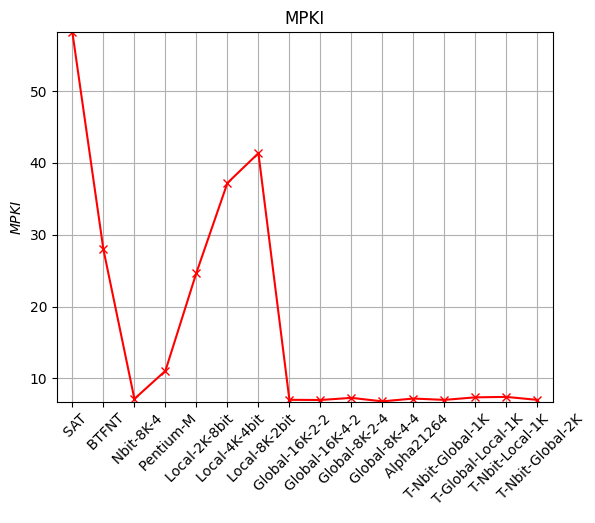 MPKI
MPKI
50
40
30
20
10
SAT
BTFNT
Nbit-8K-4
Pentium-M
Local-2K-8bit
Local-4K-4bit
Local-8K-2bit
Global-16K-2-2
Global-16K-4-2
Global-8K-2-4
Global-8K-4-4
Alpha21264
T-Nbit-Global-1K
T-Global-Local-1K
T-Nbit-Local-1K
T-Nbit-Global-2K